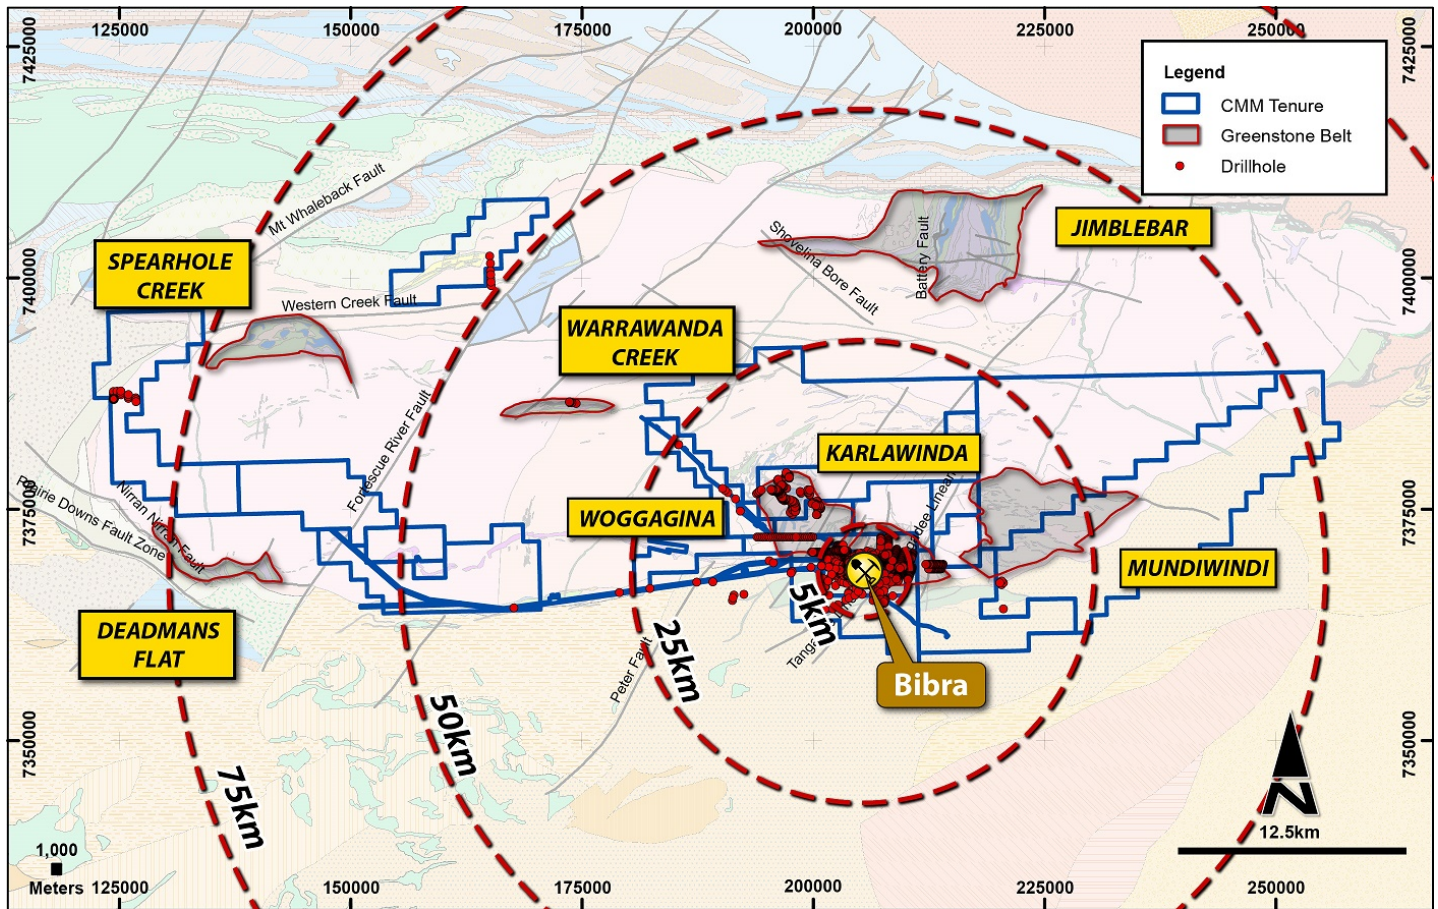 125000
150000
175000
200000
225000
250000
7425000
7425000
Legend
CMM Tenure
Greenstone Belt
Drillhole
Mt Whaleback Fault
JIMBLEBAR
Shovelina Bore Fault
Battery Fault
SPEARHOLE
CREEK
7400000
7400000
Western Creek Fault
WARRAWANDA
CREEK
Fortescue River Fault
KARLAWINDA
Prairie Downs Fault Zone
Nirran Nirran Fault
7375000
7375000
WOGGAGINA
MUNDIWINDI
5km
DEADMANS
FLAT
25km
Peter Fault
Bibra
50km
7350000
7350000
75km
N
12.5km
1,000
Meters
125000
150000
175000
200000
225000
250000